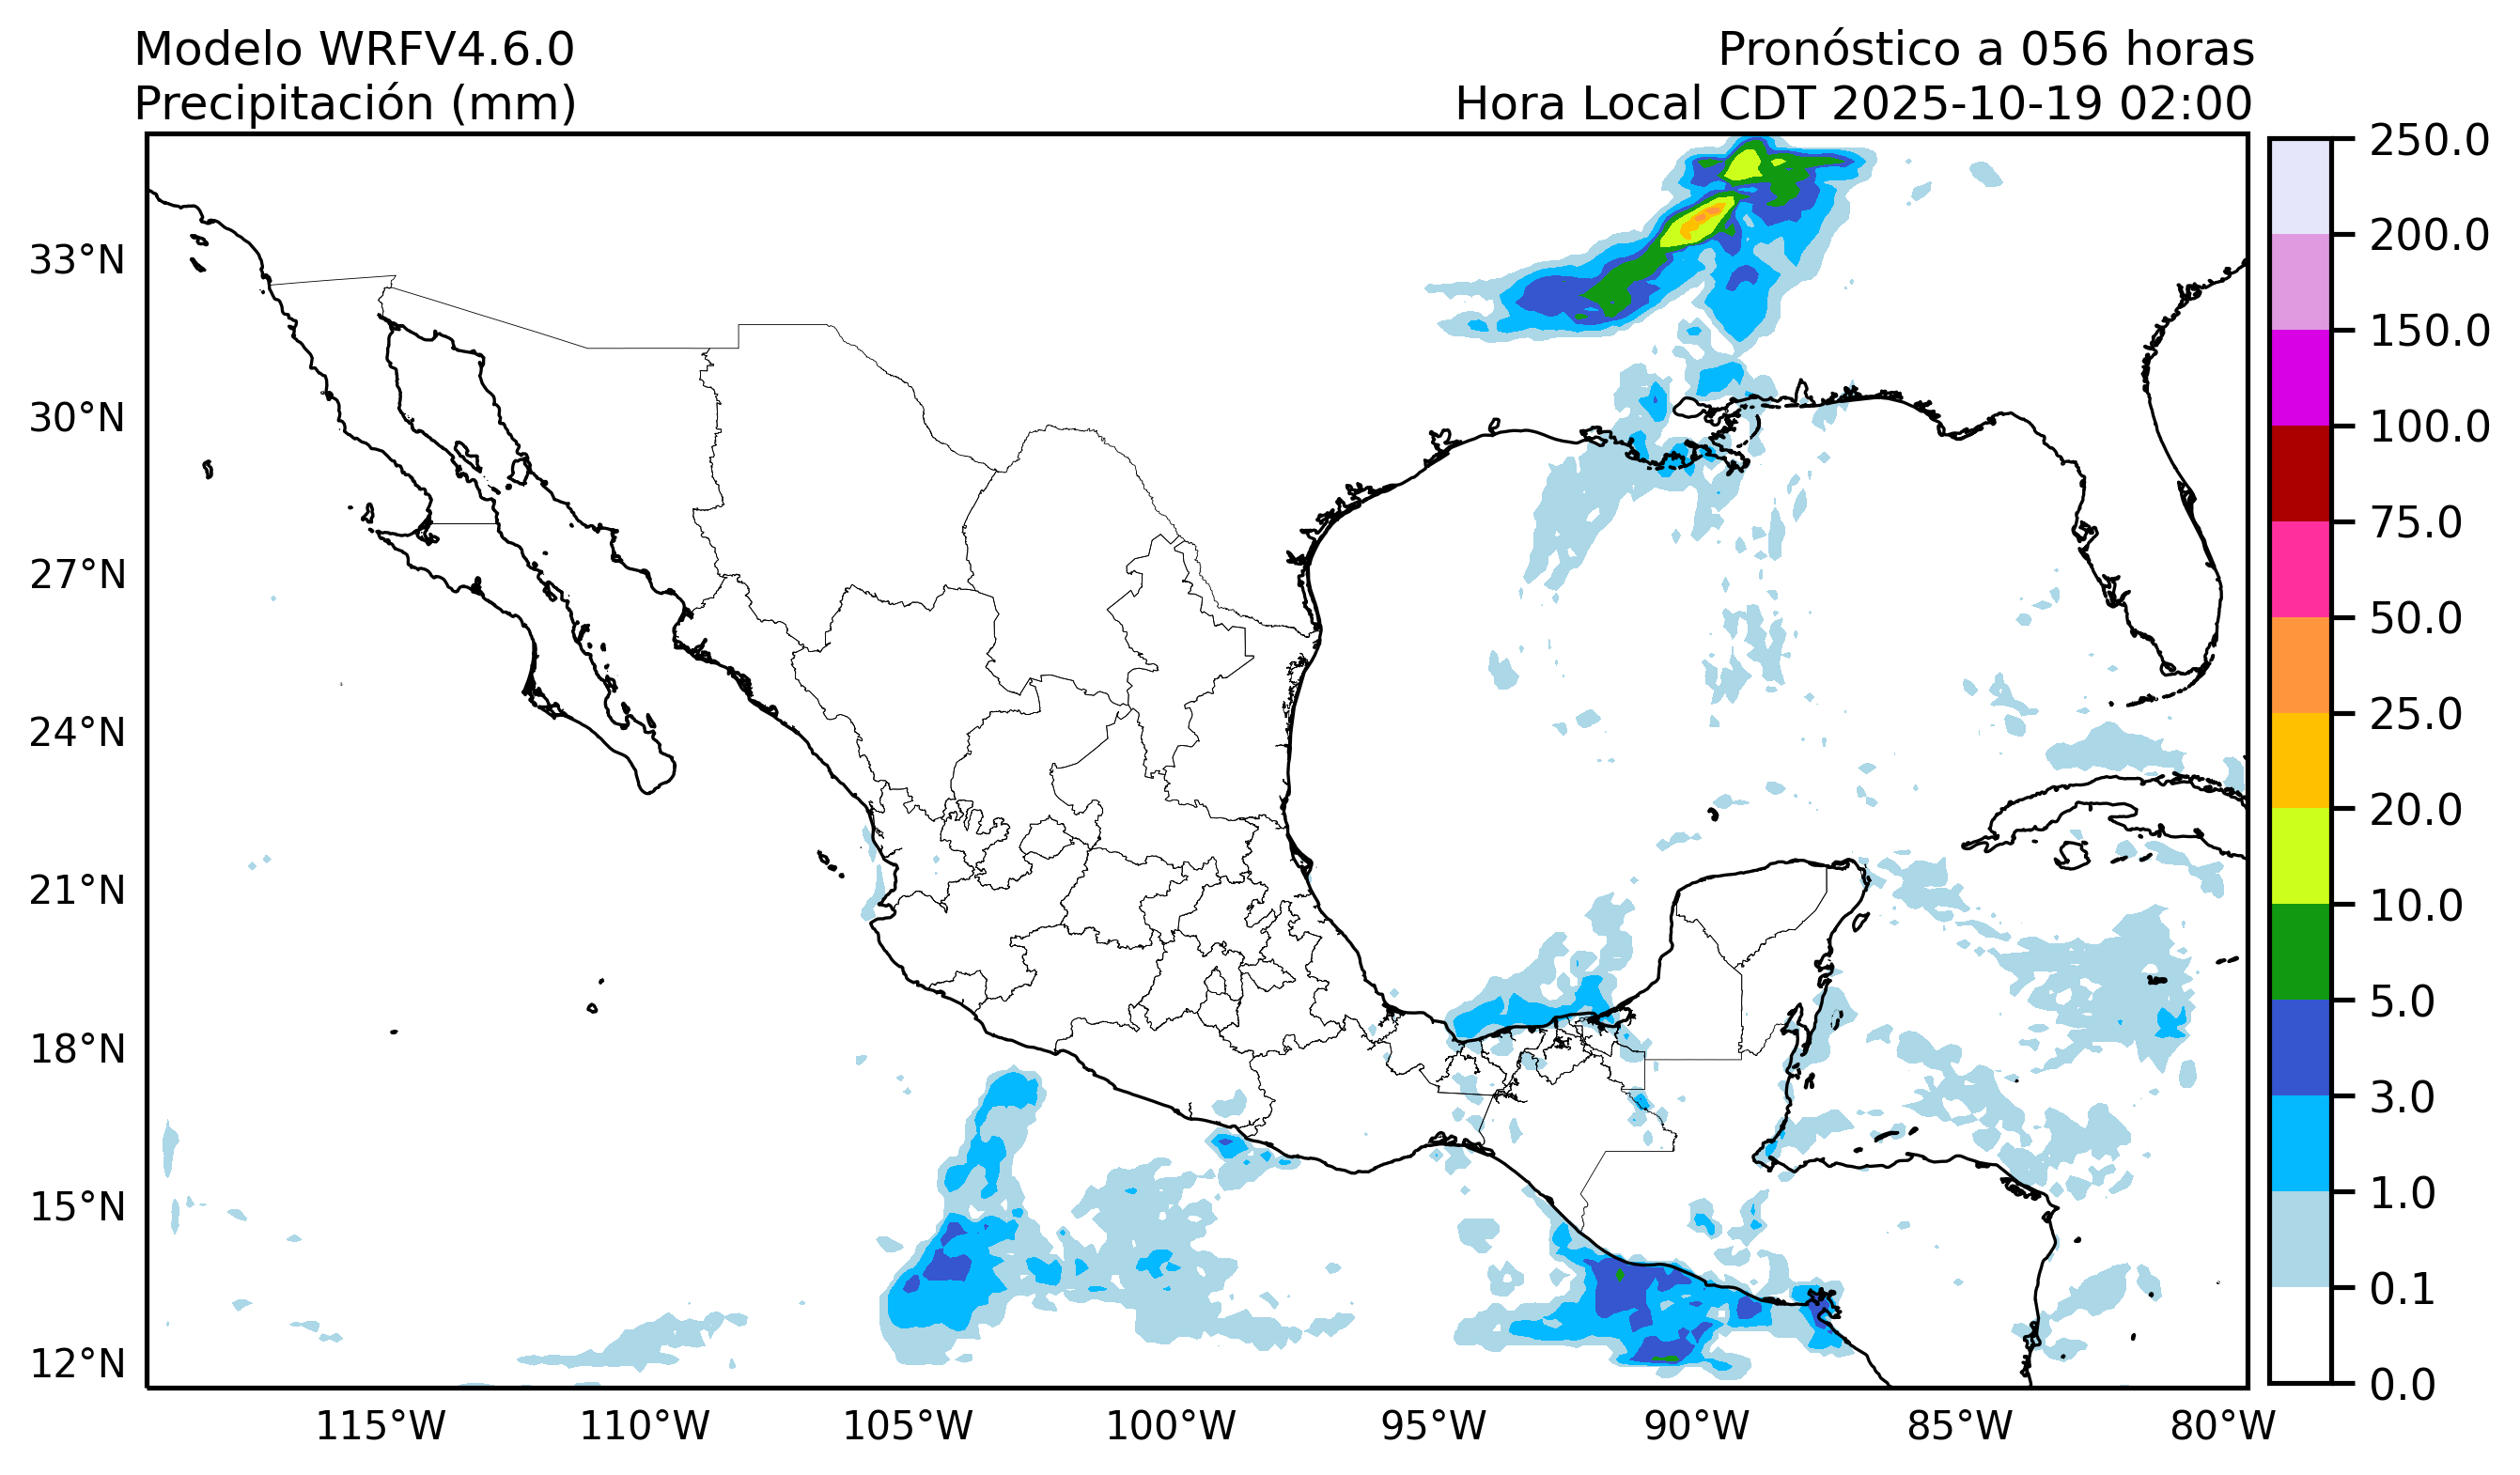 Modelo WRFV4.6.0
Precipitación (mm)
Pronóstico a 056 horas
Hora Local CDT 2025-10-19 02:00
33°N
30°N
27°N
24°N
21°N
18°N
15°N
12°N
115°W
110°W
105°W
100°W
95°W
90°W
85°W
80°W
250.0
200.0
150.0
100.0
75.0
50.0
25.0
20.0
10.0
5.0
3.0
1.0
0.1
0.0